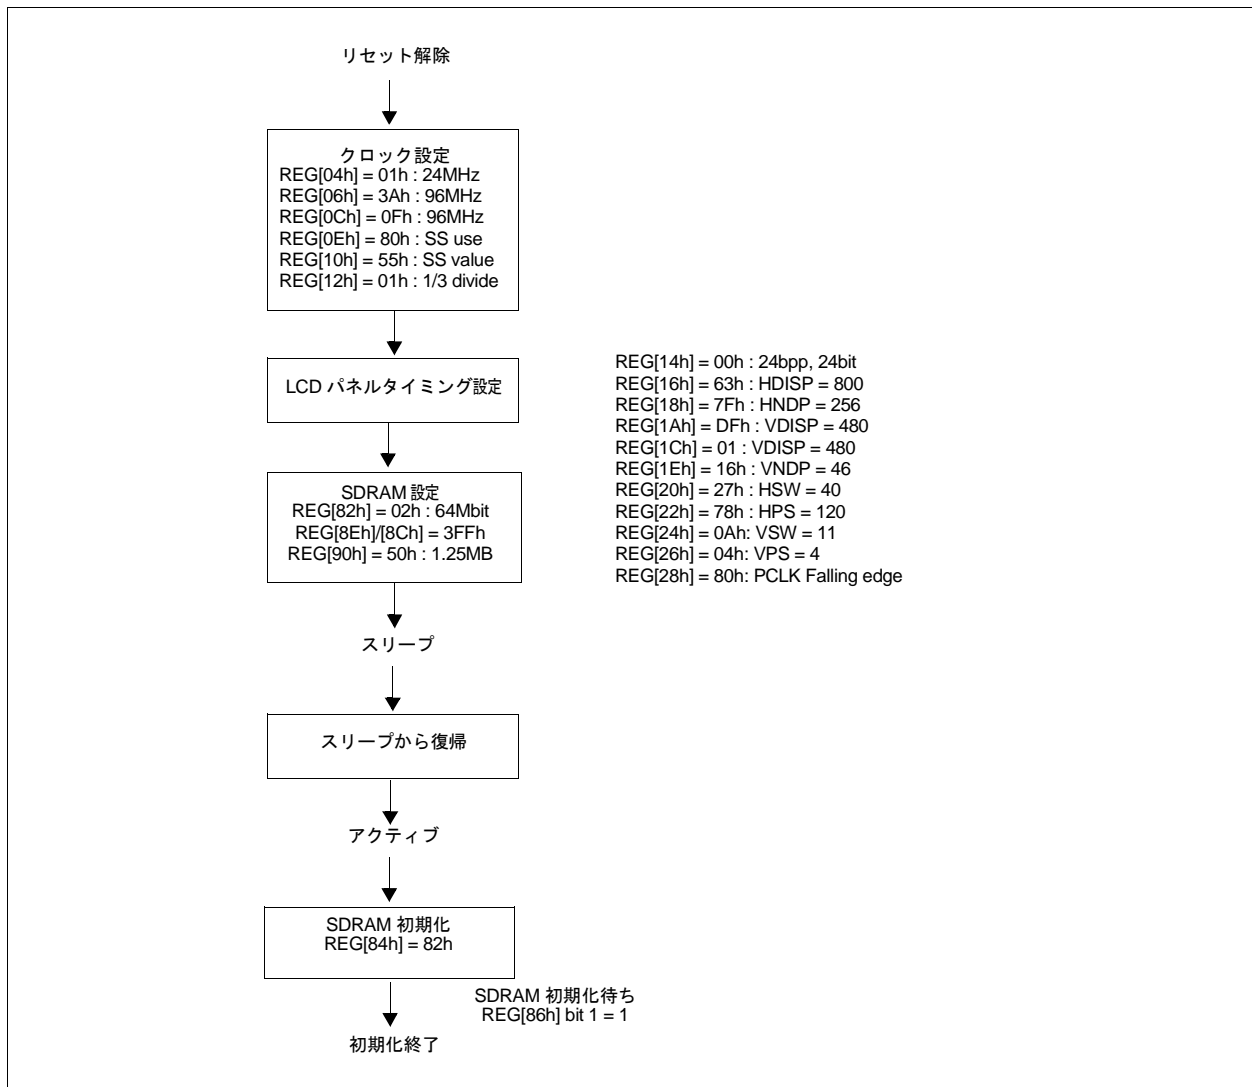 リセット解除
クロック設定
REG[04h] = 01h : 24MHz
REG[06h] = 3Ah : 96MHz
REG[0Ch] = 0Fh : 96MHz
REG[0Eh] = 80h : SS use
REG[10h] = 55h : SS value
REG[12h] = 01h : 1/3 divide
LCD パネルタイミング設定
REG[14h] = 00h : 24bpp, 24bit
REG[16h] = 63h : HDISP = 800
REG[18h] = 7Fh : HNDP = 256
REG[1Ah] = DFh : VDISP = 480
REG[1Ch] = 01 : VDISP = 480
REG[1Eh] = 16h : VNDP = 46
REG[20h] = 27h : HSW = 40
REG[22h] = 78h : HPS = 120
REG[24h] = 0Ah: VSW = 11
REG[26h] = 04h: VPS = 4
REG[28h] = 80h: PCLK Falling edge
SDRAM 設定
REG[82h] = 02h : 64Mbit
REG[8Eh]/[8Ch] = 3FFh
REG[90h] = 50h : 1.25MB
スリープ
スリープから復帰
アクティブ
SDRAM 初期化
REG[84h] = 82h
SDRAM 初期化待ち
REG[86h] bit 1 = 1
初期化終了